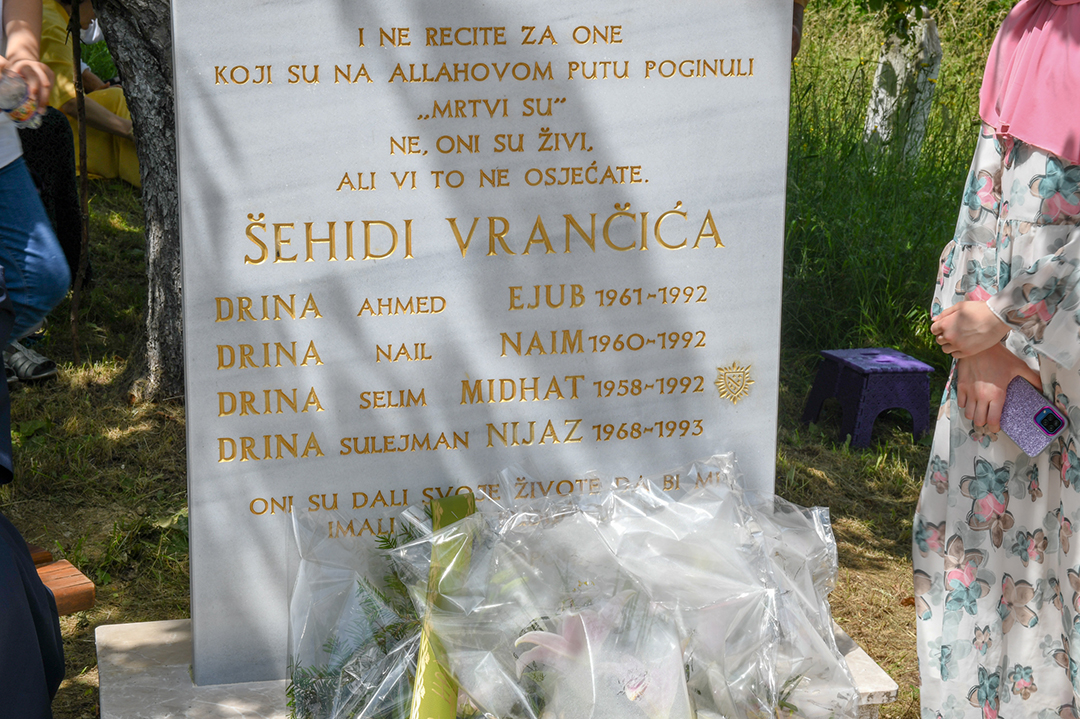 I NE RECITE ZA ONE
KOJI SU NA ALLAHOVOM PUTU POGINULI
„MRTVI SU“
NE, ONI SU ŽIVI,
ALI VI TO NE OSJEĆATE.
ŠEHIDI VRANČIĆA
DRINA AHMED EJUB 1961-1992
DRINA NAIL NAIM 1960-1992
DRINA SELIM MIDHAT 1958-1992
DRINA SULEJMAN NIJAZ 1968-1993
ONI SU DALI SVOJE ŽIVOTE DA BI MI
IMALI